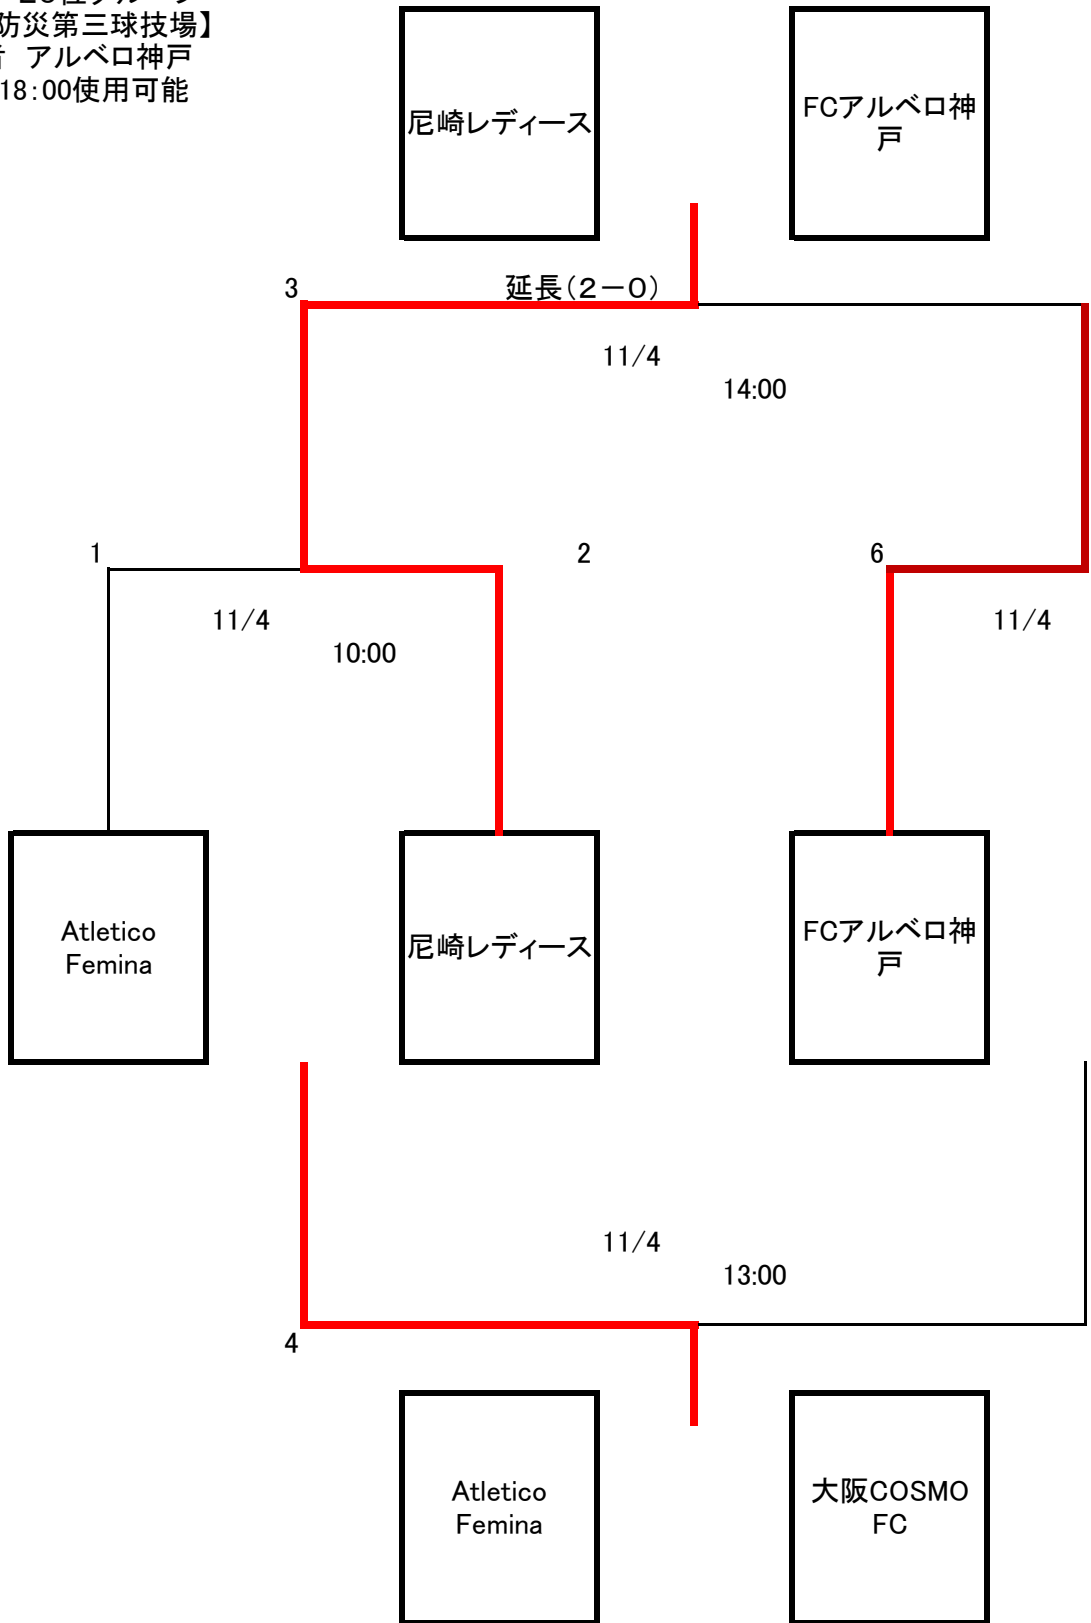 防災第三球技場】
アルベロ神戸
18：00使用可能
尼崎レディース
FCアルベロ神
戸
3
延長（２－０）
11/4
14:00
1
2
6
11/4
10:00
11/4
Atletico
Femina
尼崎レディース
FCアルベロ神
戸
11/4
13:00
4
Atletico
Femina
大阪COSMO
FC